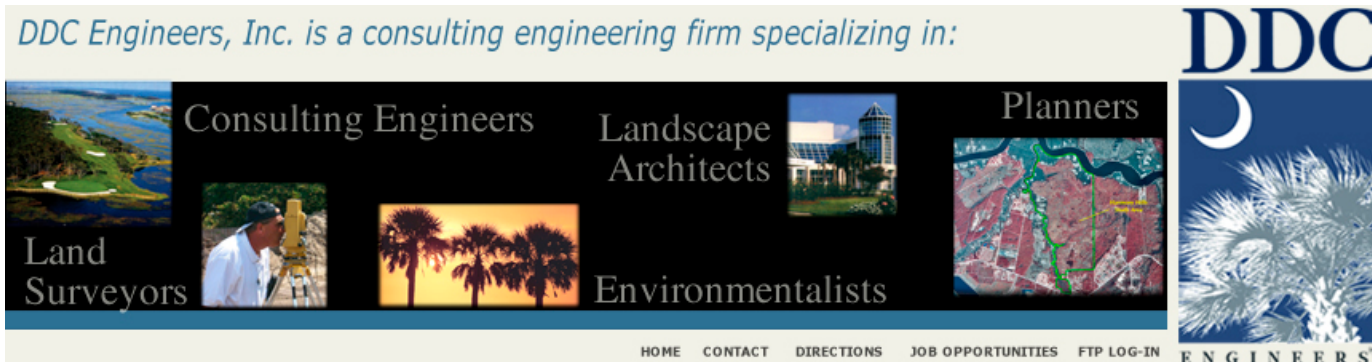 DDC Engineers, Inc. is a consulting engineering firm specializing in:
DDC
Consulting Engineers
Landscape
Architects
Planners
Land
Surveyors
Environmentalists
HOME CONTACT DIRECTIONS JOB OPPORTUNITIES FTP LOG-IN